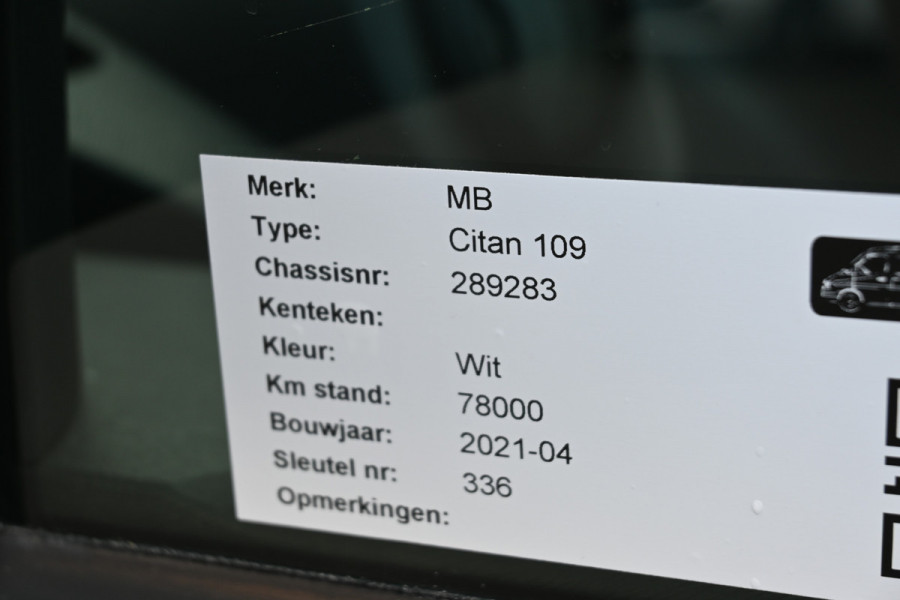 Merk: MB
Type: Citan 109
Chassisnr: 289283
Kenteken:
Kleur: Wit
Km stand: 78000
Bouwjaar: 2021-04
Sleutel nr: 336
Opmerkingen: